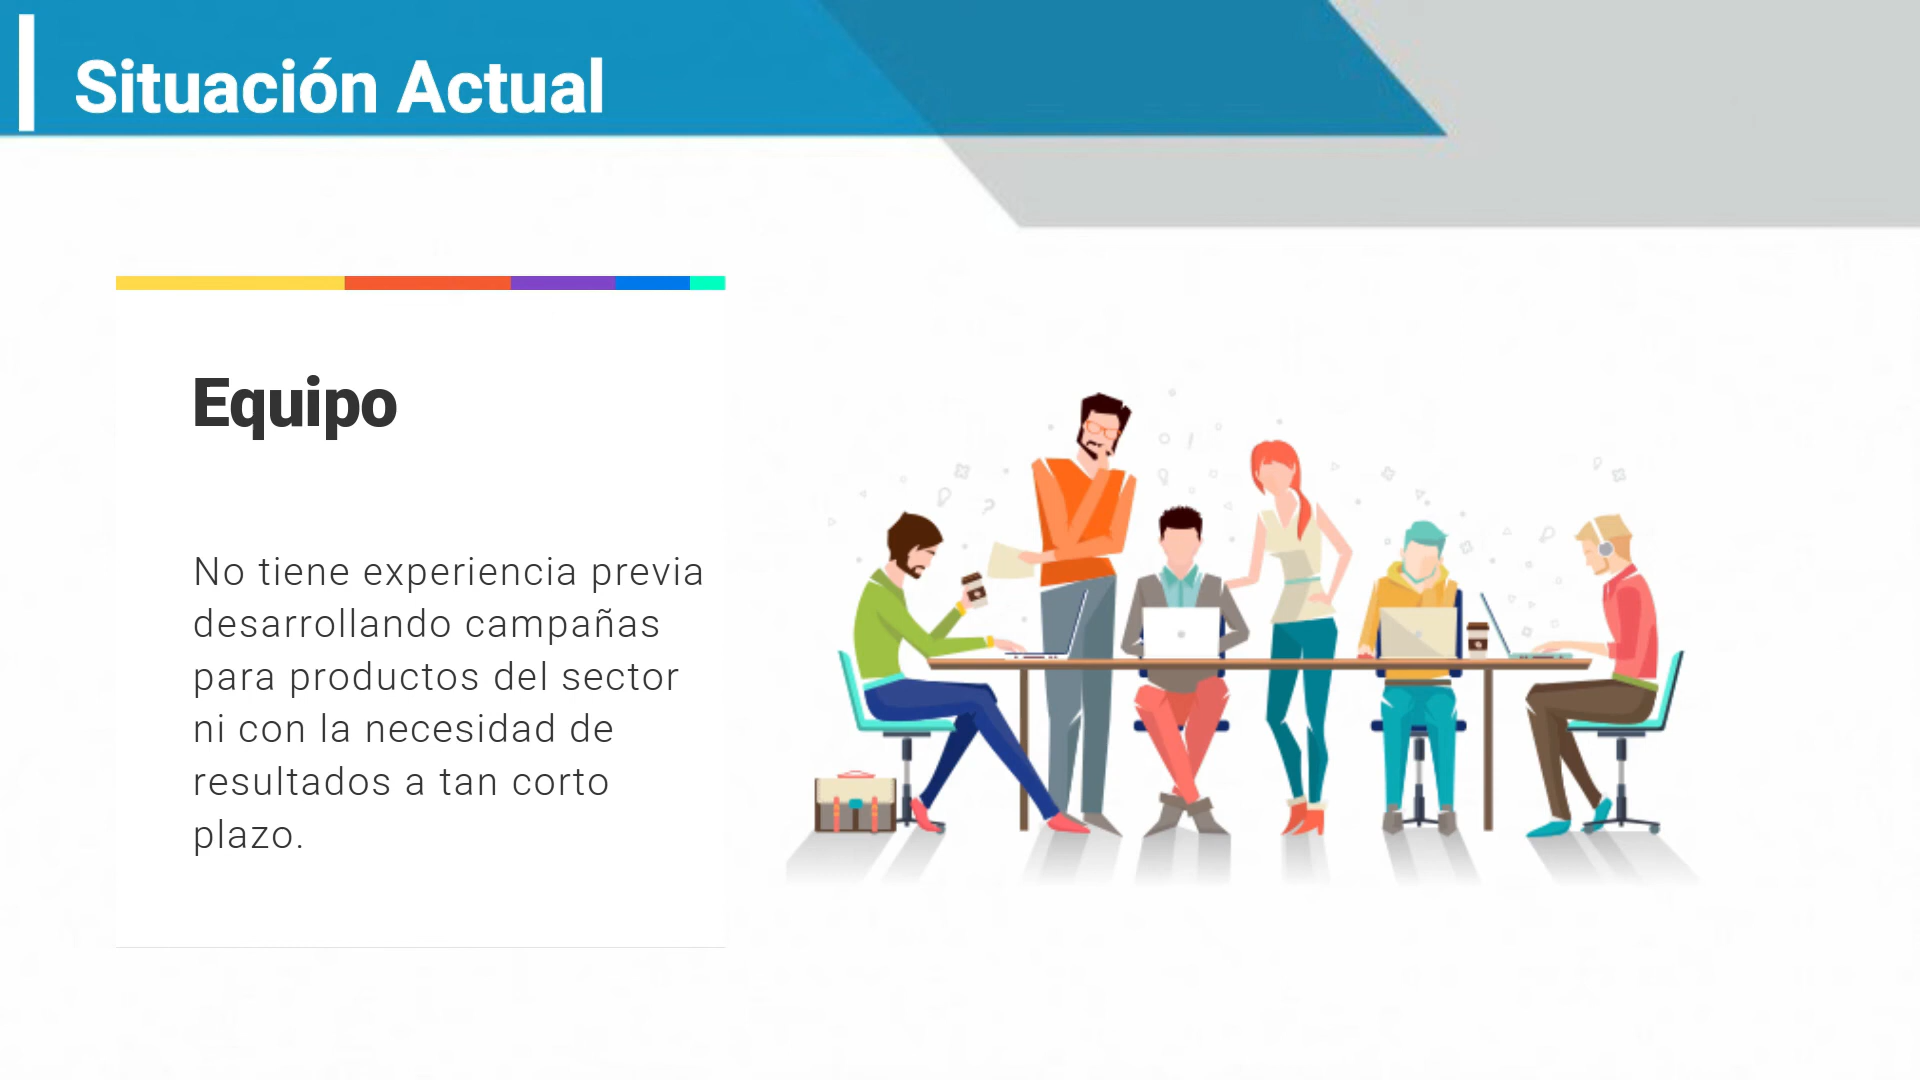 Situación Actual
Equipo
No tiene experiencia previa
desarrollando campañas
para productos del sector
ni con la necesidad de
resultados a tan corto
plazo.